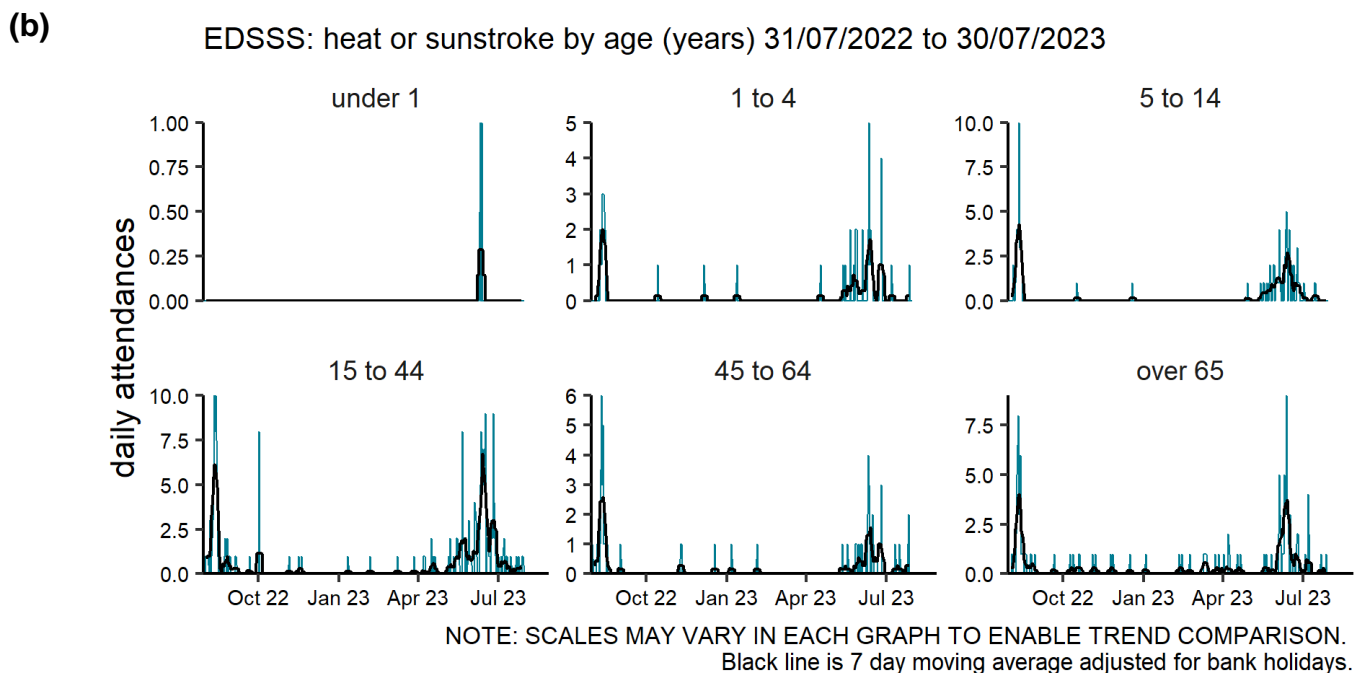 (b)
EDSSS: heat or sunstroke by age (years) 31/07/2022 to 30/07/2023
daily attendances
under 1
1.00
0.75
0.50
0.25
0.00
1 to 4
5
4
3
2
1
0
5 to 14
10.0
7.5
5.0
2.5
0.0
15 to 44
10.0
7.5
5.0
2.5
0.0
Oct 22 Jan 23 Apr 23 Jul 23
45 to 64
6
5
4
3
2
1
0
Oct 22 Jan 23 Apr 23 Jul 23
over 65
7.5
5.0
2.5
0.0
Oct 22 Jan 23 Apr 23 Jul 23
NOTE: SCALES MAY VARY IN EACH GRAPH TO ENABLE TREND COMPARISON.
Black line is 7 day moving average adjusted for bank holidays.